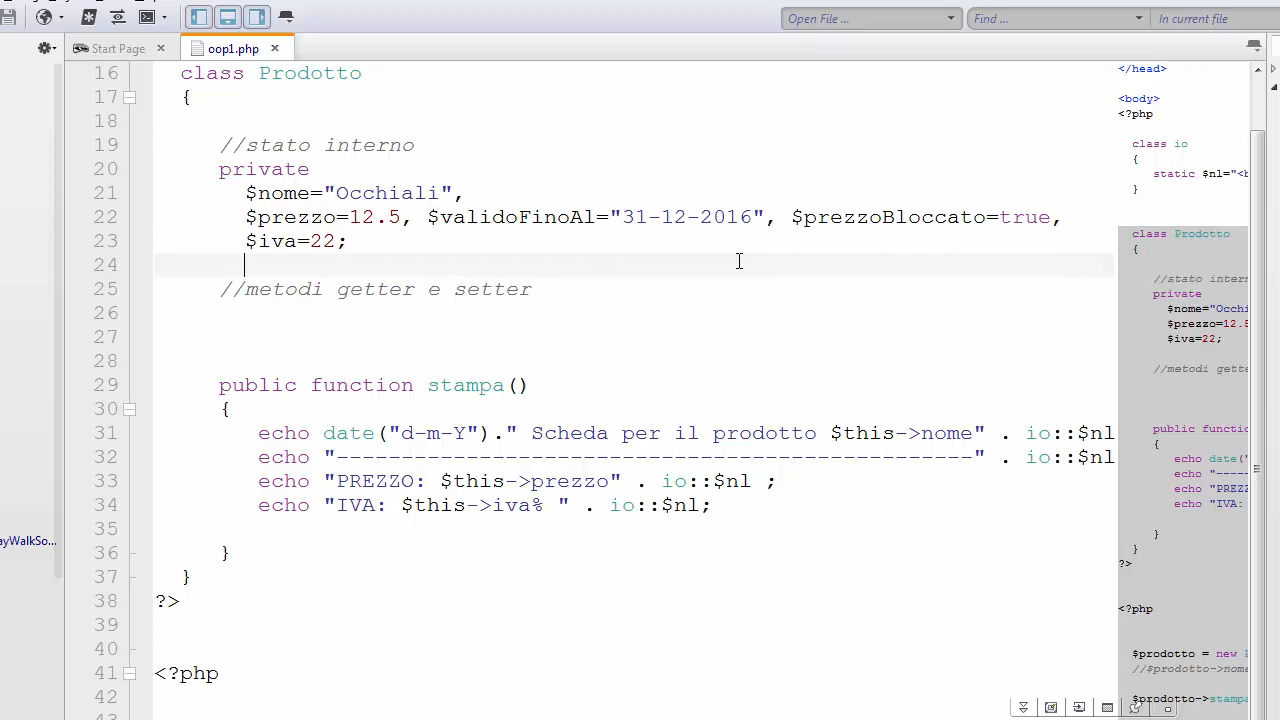 Open File ...
Find ...
In current file
Start Page
oop1.php
16 class Prodotto
17 {
18
19 //stato interno
20 private
21 $nome="Occhiali",
22 $prezzo=12.5, $validoFinoAl="31-12-2016", $prezzoBloccato=true,
23 $iva=22;
24
25 //metodi getter e setter
26
27
28
29 public function stampa()
30 {
31 echo date("d-m-Y")." Scheda per il prodotto $this->nome" . io::$nl
32 echo "-------------------------------------------------" . io::$nl
33 echo "PREZZO: $this->prezzo" . io::$nl ;
34 echo "IVA: $this->iva% " . io::$nl;
35
36 }
37 }
38 ?>
39
40
41 <?php
42
ayWalkSo...
</head>
<body>
<?php
class io
{
static $nl="<b
}
class Prodotto
{
//stato intern
private
$nome="Occhi
$prezzo=12.5
$iva=22;
//metodi gette
public functio
{
echo date("
echo "-----
echo "PREZZ
echo "IVA:
}
}
?>
<?php
$prodotto = new
//$prodotto->nome
$prodotto->stampa